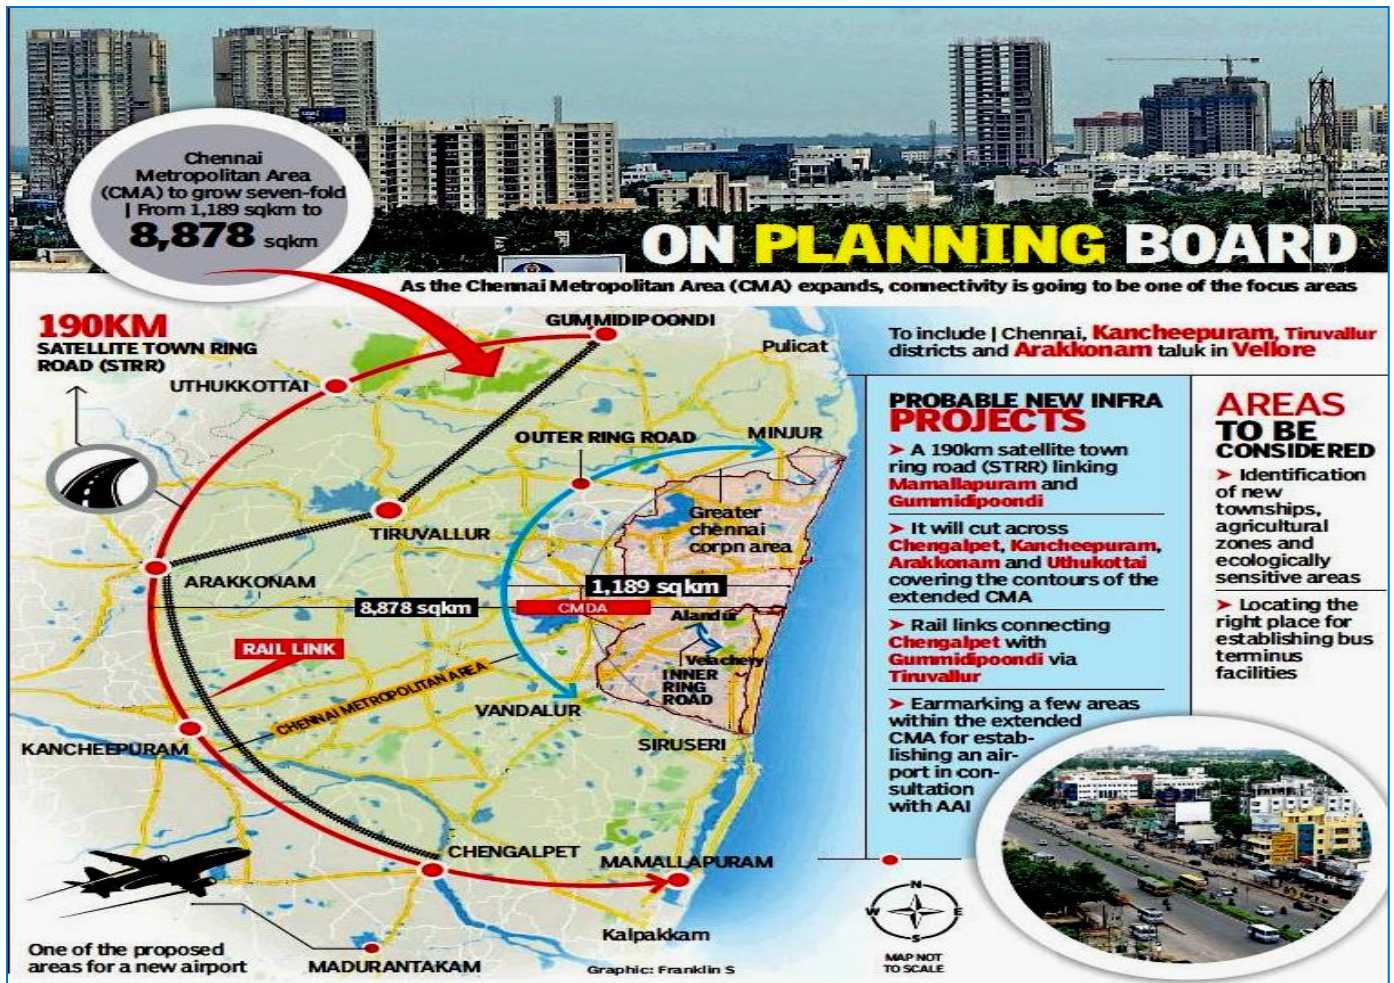 Chennai
Metropolitan Area
(CMA) to grow seven-fold
| From 1,189 sqkm to
8,878 sqkm
ON PLANNING BOARD
As the Chennai Metropolitan Area (CMA) expands, connectivity is going to be one of the focus areas
190KM
SATELLITE TOWN RING
ROAD (STRR)
GUMMIDIPOONDI
Pulicat
UTHUKKOTTAI
OUTER RING ROAD
MINJUR
Greater
chennai
corpn area
TIRUVALLUR
ARAKKONAM
1,189 sqkm
8,878 sqkm
CMDA
Alandur
Velachery
INNER
RING
ROAD
RAIL LINK
CHENNAI METROPOLITAN AREA
VANDALUR
SIRUSERI
KANCHEEPURAM
CHENGALPET
MAMALLAPURAM
Kalpakkam
One of the proposed
areas for a new airport
MADURANTAKAM
Graphic: Franklin S
To include | Chennai, Kancheepuram, Tiruvallur
districts and Arakkonam taluk in Vellore
PROBABLE NEW INFRA
PROJECTS
➤ A 190km satellite town
ring road (STRR) linking
Mamallapuram and
Gummidipoondi
➤ It will cut across
Chengalpet, Kancheepuram,
Arakkonam and Uthukottai
covering the contours of the
extended CMA
➤ Rail links connecting
Chengalpet with
Gummidipoondi via
Tiruvallur
➤ Earmarking a few areas
within the extended
CMA for estab-
lishing an air-
port in con-
sultation
with AAI
AREAS
TO BE
CONSIDERED
➤ Identification
of new
townships,
agricultural
zones and
ecologically
sensitive areas
➤ Locating the
right place for
establishing bus
terminus
facilities
N
W E
S
MAP NOT
TO SCALE